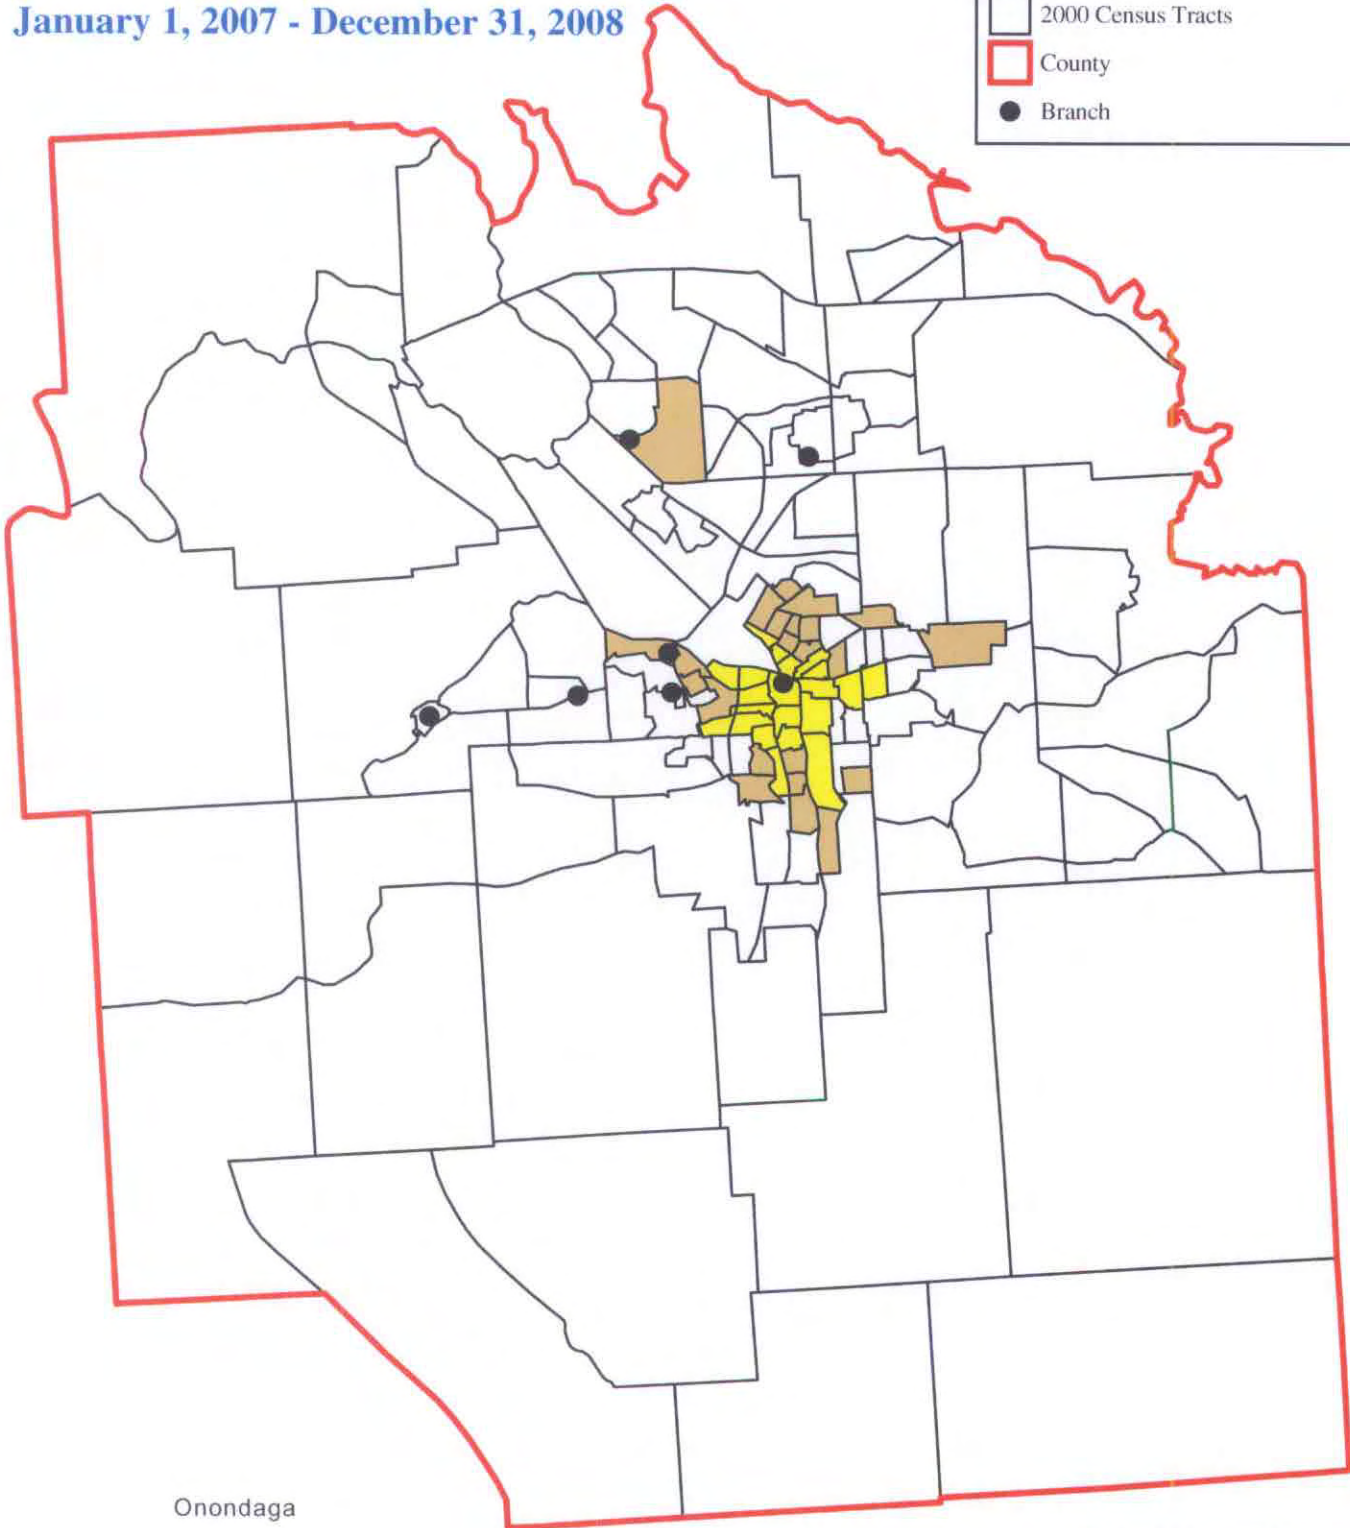 January 1, 2007 - December 31, 2008
2000 Census Tracts
County
Branch
Onondaga